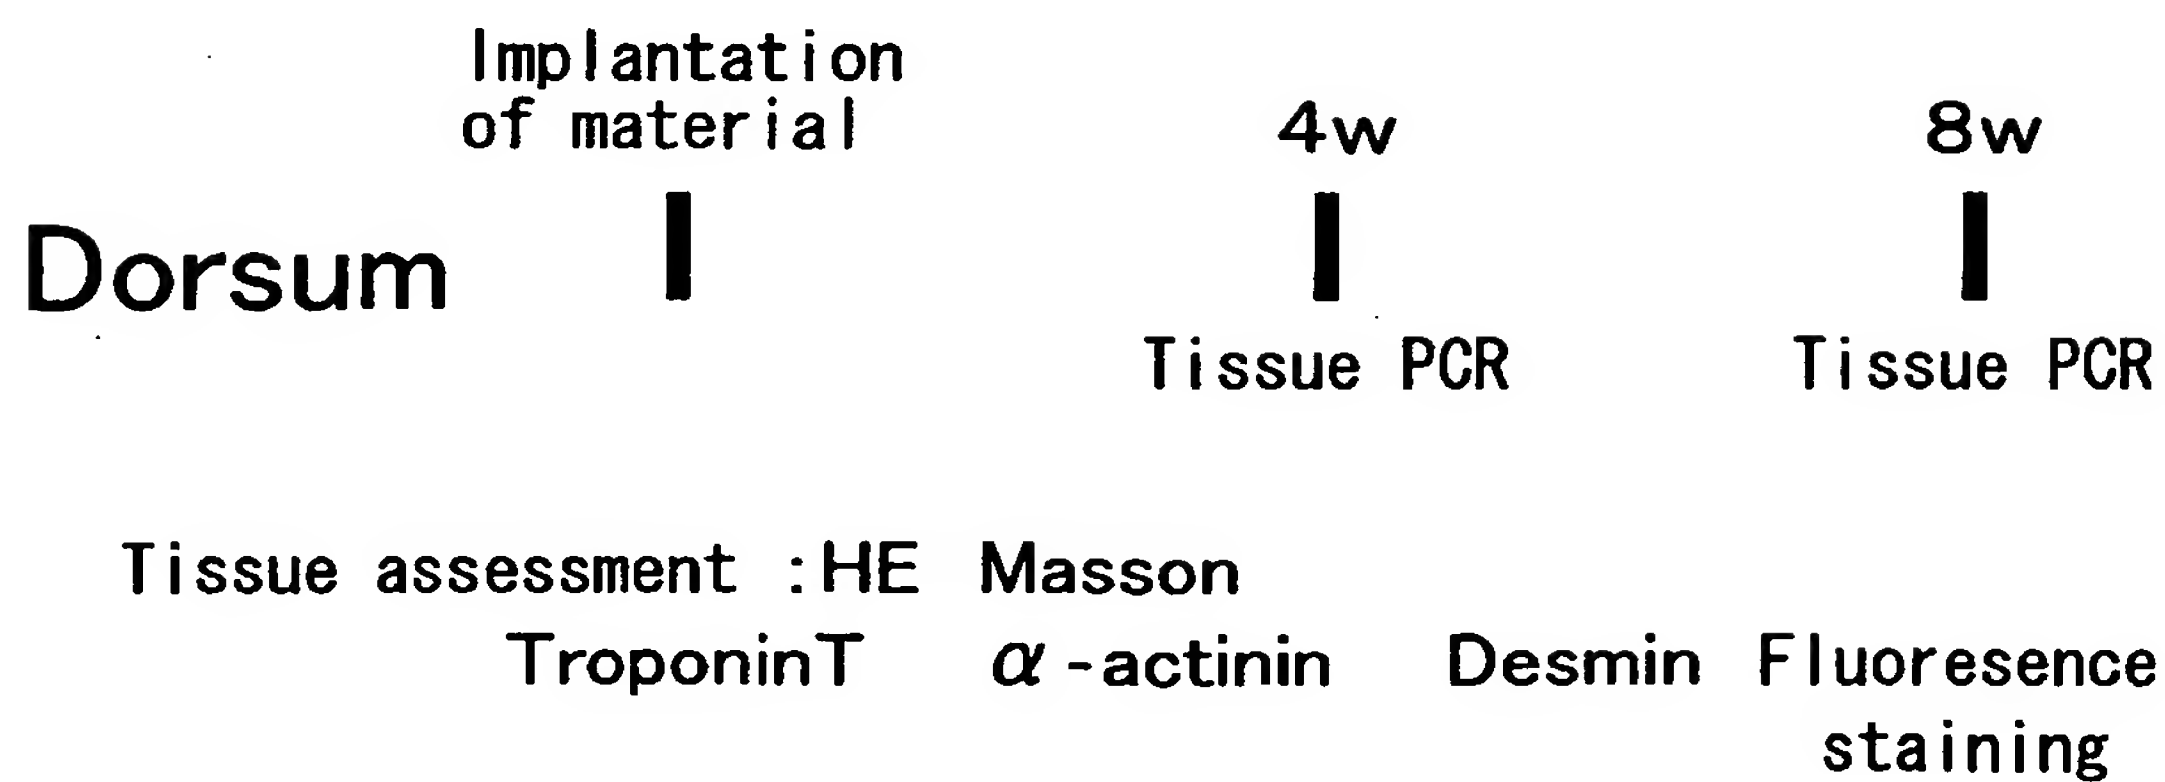 Implantation
of material
4w
8w
Dorsum
Tissue PCR
Tissue PCR
Tissue assessment :HE Masson
TroponinT α-actinin Desmin Fluoresence
staining